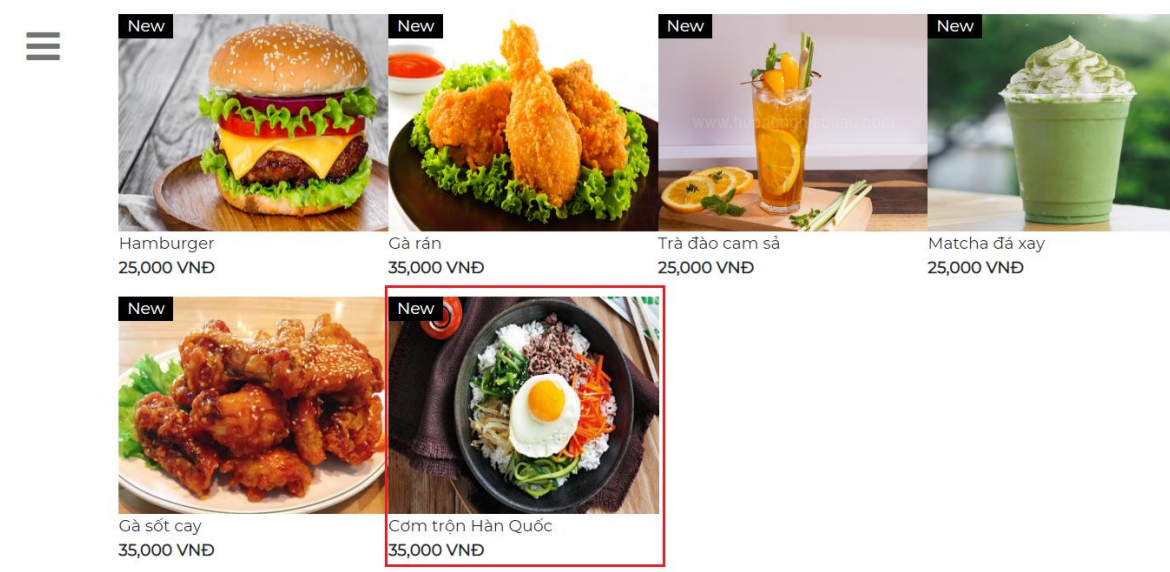 New
New
New
New
Hamburger
Gà rán
Trà đào cam sả
Matcha đá xay
25,000 VNĐ
35,000 VNĐ
25,000 VNĐ
25,000 VNĐ
New
New
Gà sốt cay
Cơm trộn Hàn Quốc
35,000 VNĐ
35,000 VNĐ